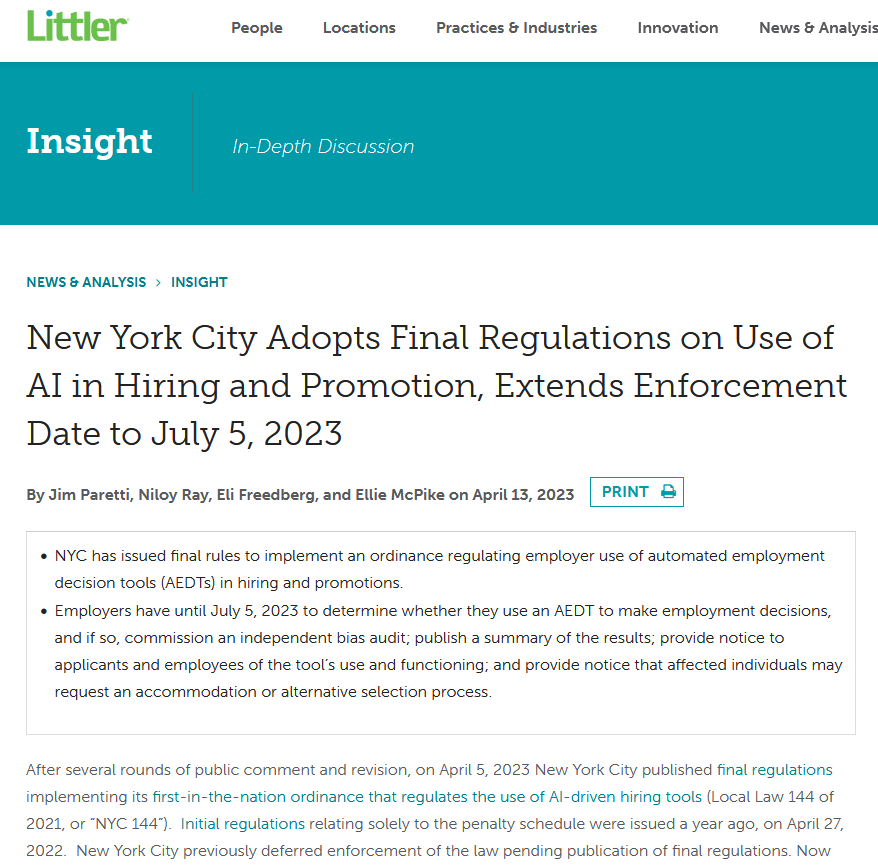 Littler
People Locations Practices & Industries Innovation News & Analysis
Insight
In-Depth Discussion
NEWS & ANALYSIS > INSIGHT
New York City Adopts Final Regulations on Use of
AI in Hiring and Promotion, Extends Enforcement
Date to July 5, 2023
By Jim Paretti, Niloy Ray, Eli Freedberg, and Ellie McPike on April 13, 2023 PRINT
• NYC has issued final rules to implement an ordinance regulating employer use of automated employment
decision tools (AEDTs) in hiring and promotions.
• Employers have until July 5, 2023 to determine whether they use an AEDT to make employment decisions,
and if so, commission an independent bias audit; publish a summary of the results; provide notice to
applicants and employees of the tool's use and functioning; and provide notice that affected individuals may
request an accommodation or alternative selection process.
After several rounds of public comment and revision, on April 5, 2023 New York City published final regulations
implementing its first-in-the-nation ordinance that regulates the use of AI-driven hiring tools (Local Law 144 of
2021, or "NYC 144"). Initial regulations relating solely to the penalty schedule were issued a year ago, on April 27,
2022. New York City previously deferred enforcement of the law pending publication of final regulations. Now